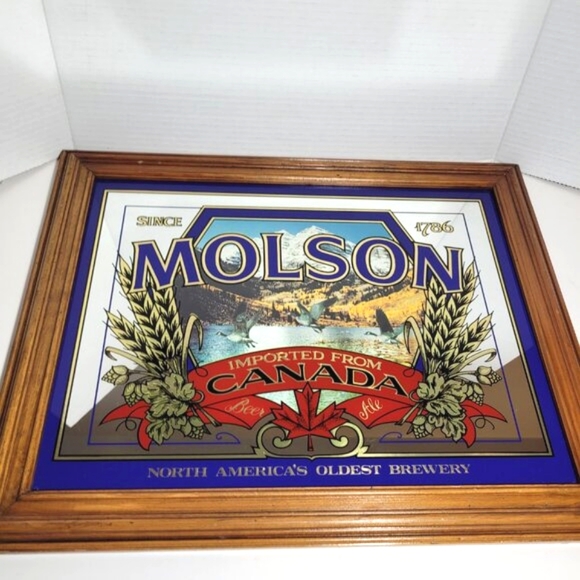 SINCE 1786
MOLSON
IMPORTED FROM
CANADA
Beer Ale
NORTH AMERICA'S OLDEST BREWERY